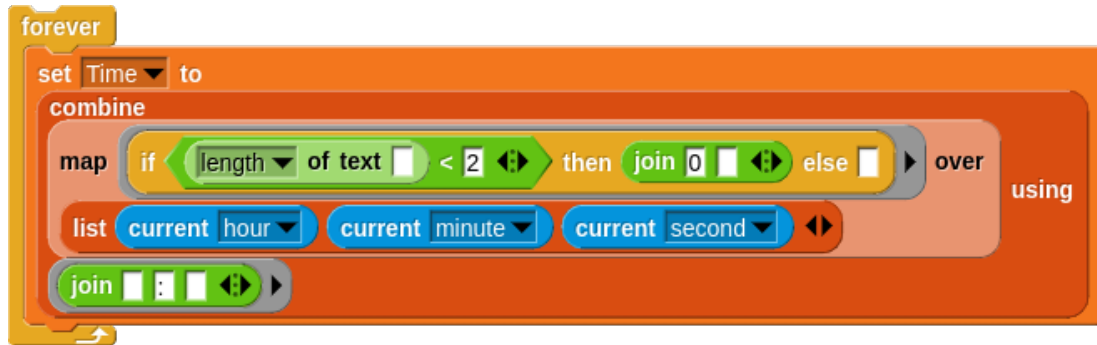 forever
set Time to
combine
map if length of text < 2 then join 0 else over
using
list current hour current minute current second
join :